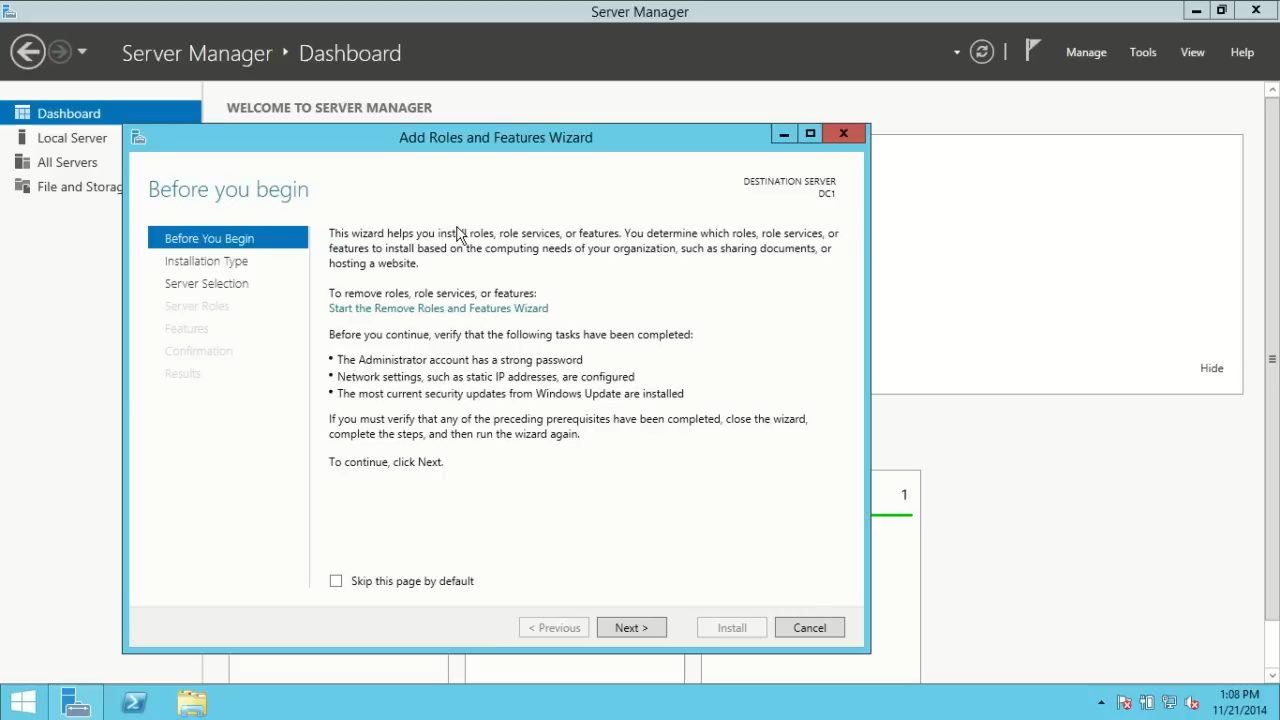 Server Manager
Server Manager
Dashboard
Manage
Tools
View
Help
Dashboard
Local Server
All Servers
File and Storag
WELCOME TO SERVER MANAGER
Add Roles and Features Wizard
Before you begin
DESTINATION SERVER
DC1
Before You Begin
Installation Type
Server Selection
Server Roles
Features
Confirmation
Results
This wizard helps you install roles, role services, or features. You determine which roles, role services, or
features to install based on the computing needs of your organization, such as sharing documents, or
hosting a website.
To remove roles, role services, or features:
Start the Remove Roles and Features Wizard
Before you continue, verify that the following tasks have been completed:
• The Administrator account has a strong password
• Network settings, such as static IP addresses, are configured
• The most current security updates from Windows Update are installed
If you must verify that any of the preceding prerequisites have been completed, close the wizard,
complete the steps, and then run the wizard again.
To continue, click Next.
Skip this page by default
< Previous
Next >
Install
Cancel
Hide
1
1:08 PM
11/21/2014